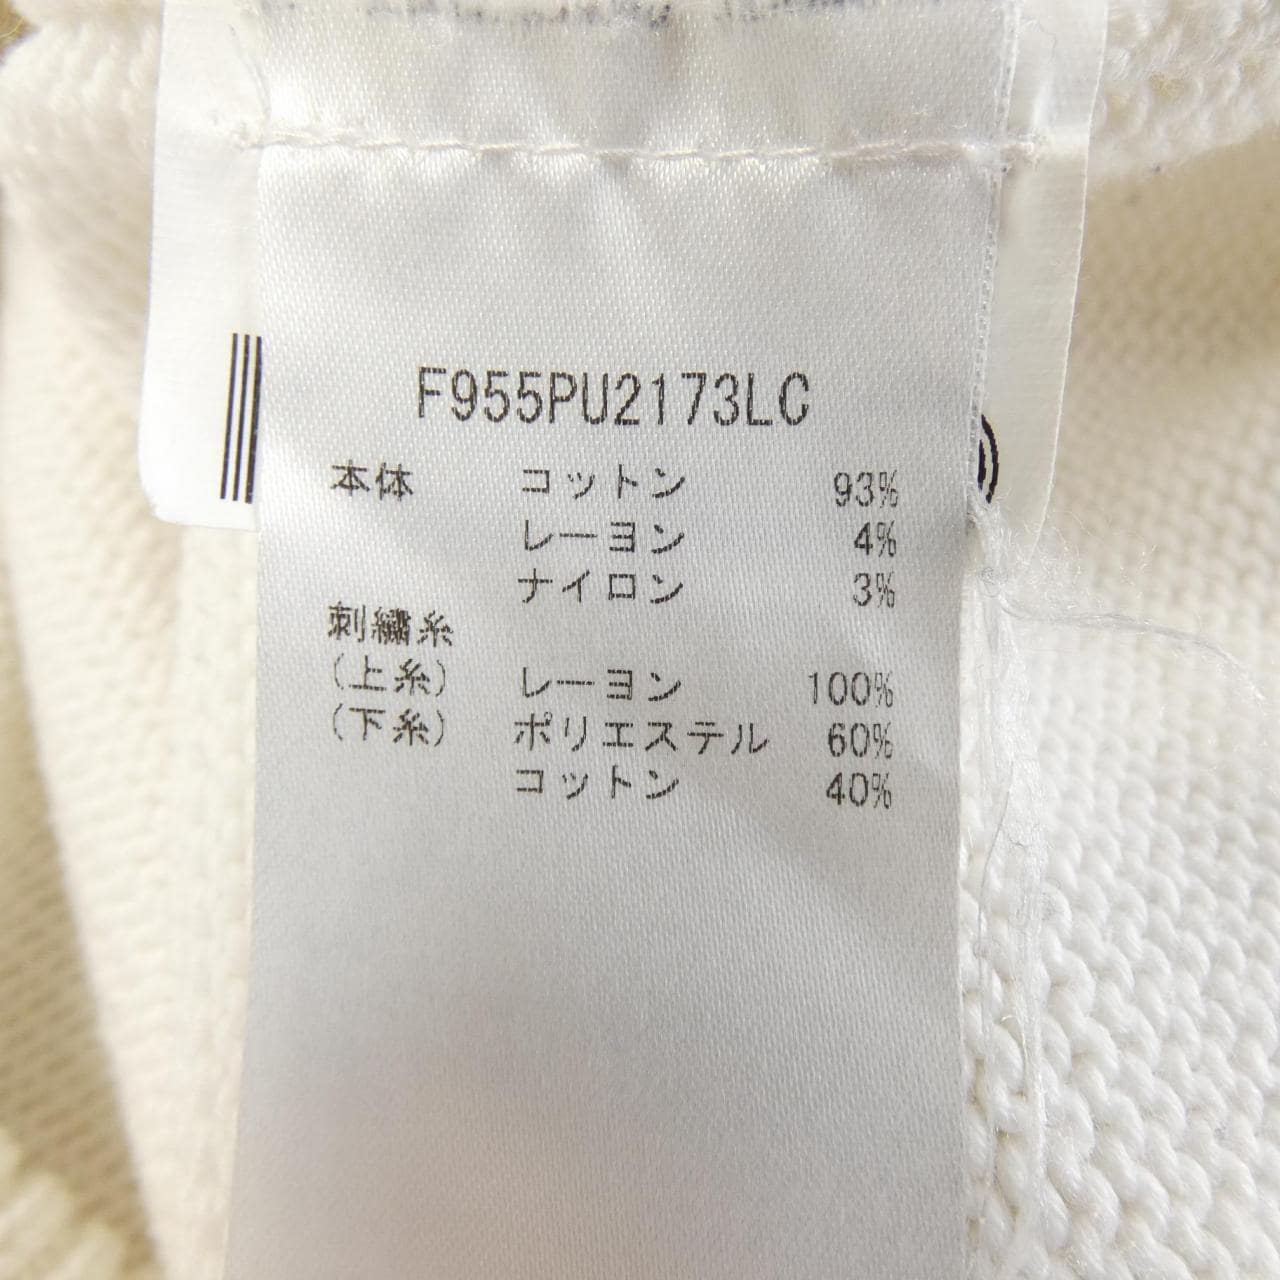 F955PU2173LC
本体 コットン 93%
レーヨン 4%
ナイロン 3%
刺繍糸
(上糸) レーヨン 100%
(下糸) ポリエステル 60%
コットン 40%